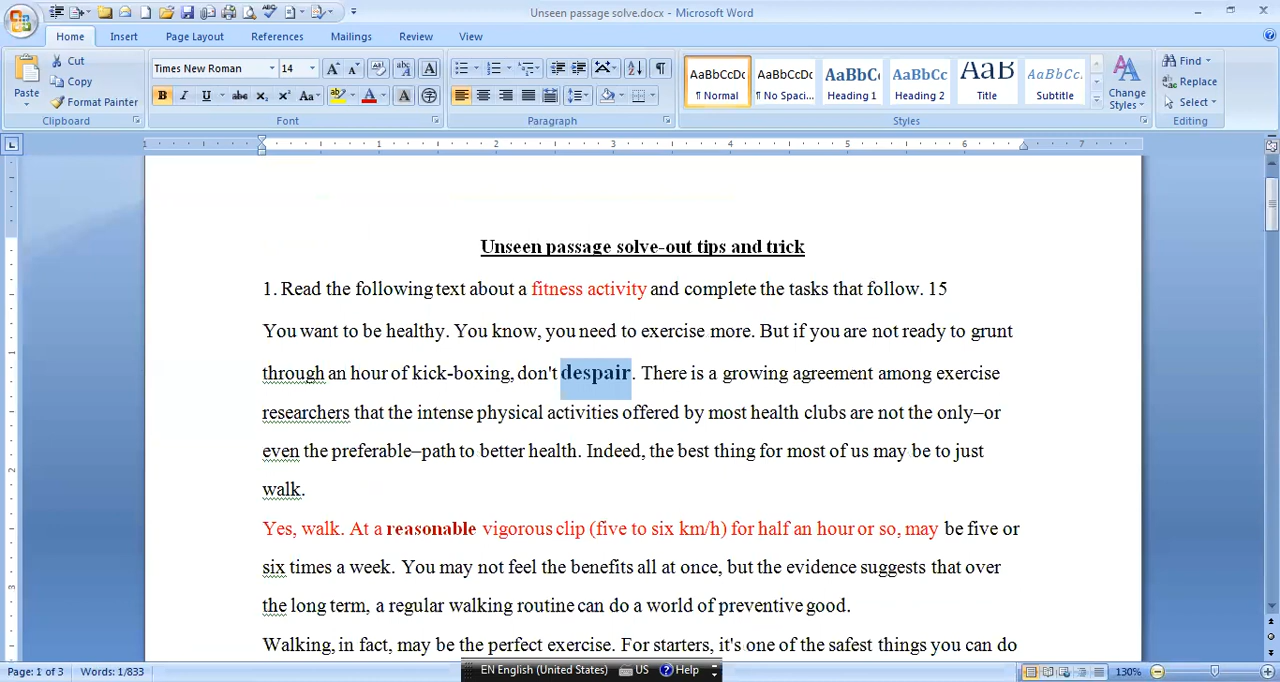 Unseen passage solve.docx - Microsoft Word
Home Insert Page Layout References Mailings Review View
Paste
Cut
Copy
Format Painter
Clipboard
Times New Roman 14
Font
Paragraph
AaBbCcDc AaBbCcDc AaBbC AaBbCc AaB AaBbCc.
¶ Normal ¶ No Spaci... Heading 1 Heading 2 Title Subtitle
Change Styles
Styles
Find
Replace
Select
Editing
1 1 2 3 4 5 6 7
Unseen passage solve-out tips and trick
1. Read the following text about a fitness activity and complete the tasks that follow. 15
You want to be healthy. You know, you need to exercise more. But if you are not ready to grunt
through an hour of kick-boxing, don't despair. There is a growing agreement among exercise
researchers that the intense physical activities offered by most health clubs are not the only–or
even the preferable–path to better health. Indeed, the best thing for most of us may be to just
walk.
Yes, walk. At a reasonable vigorous clip (five to six km/h) for half an hour or so, may be five or
six times a week. You may not feel the benefits all at once, but the evidence suggests that over
the long term, a regular walking routine can do a world of preventive good.
Walking, in fact, may be the perfect exercise. For starters, it's one of the safest things you can do
Page: 1 of 3 Words: 1/833 EN English (United States) US Help 130%